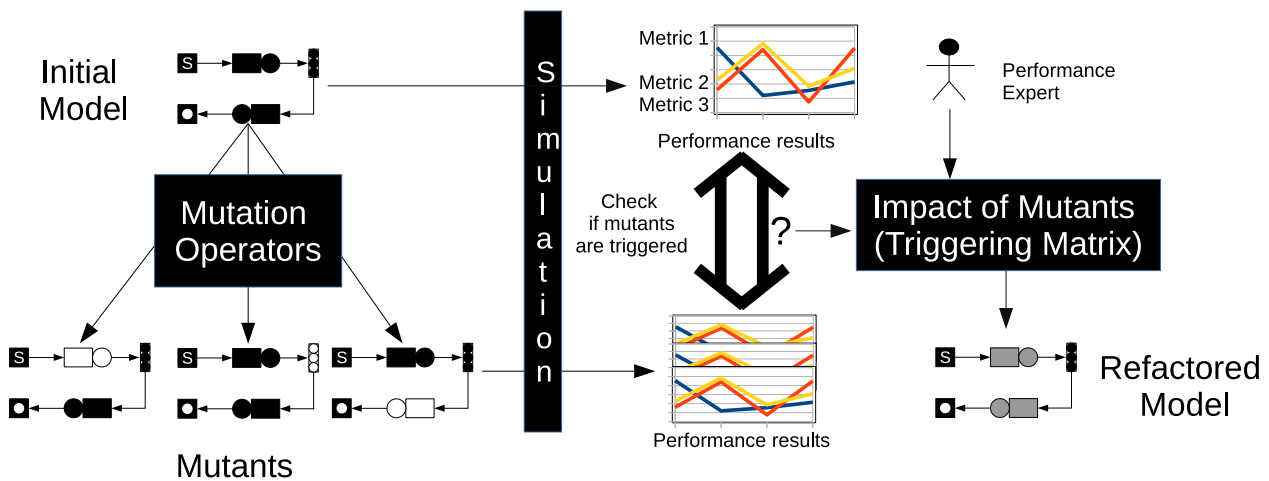 Initial
Model
S
Mutation
Operators
S
S
S
Mutants
Simulation
Metric 1
Metric 2
Metric 3
Performance results
Check
if mutants
are triggered
?
Performance results
Performance
Expert
Impact of Mutants
(Triggering Matrix)
S
Refactored
Model